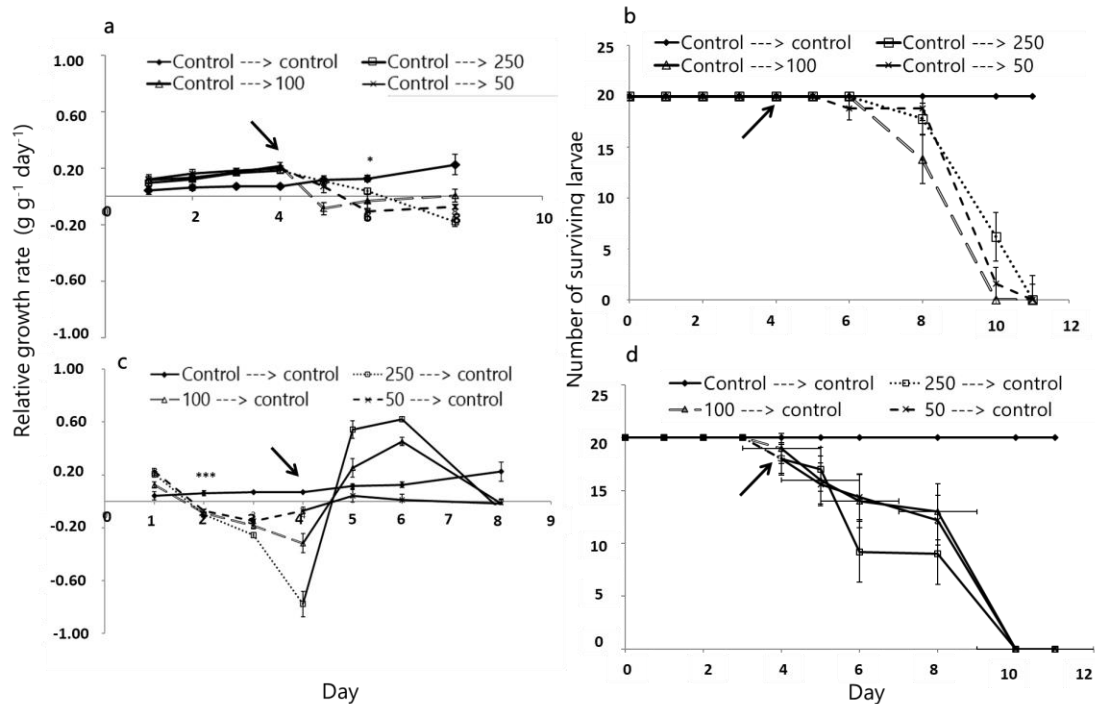 a
Control ---> control
Control ---> 250
Control --->100
Control ---> 50
1.00
0.60
0.20
-0.20
-0.60
-1.00
*
0 2 4 6 8 10
b
Control ---> control
Control ---> 250
Control --->100
Control ---> 50
25
20
15
10
5
0
0 2 4 6 8 10 12
Relative growth rate (g g⁻¹ day⁻¹)
Number of surviving larvae
c
Control ---> control
250 ---> control
100 ---> control
50 ---> control
1.00
0.60
0.20
-0.20
-0.60
-1.00
***
1 2 3 4 5 6 7 8 9
Day
d
Control ---> control
250 ---> control
100 ---> control
50 ---> control
25
20
15
10
5
0
0 2 4 6 8 10 12
Day